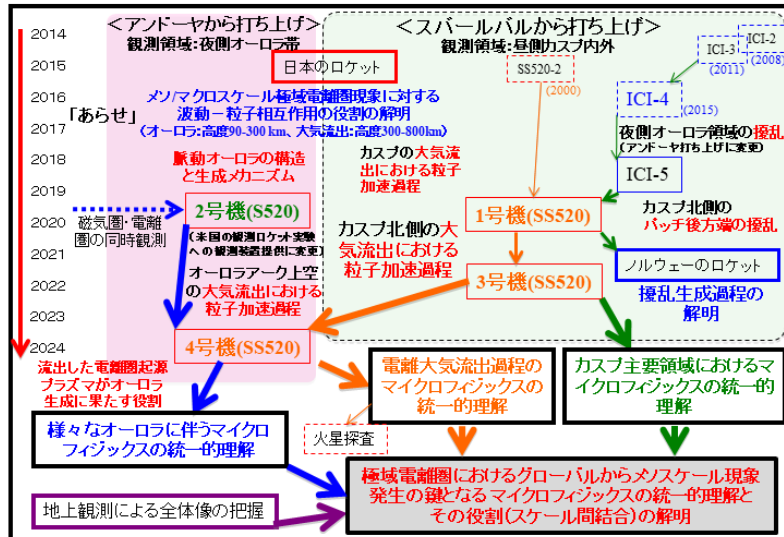 ＜アンドーヤから打ち上げ＞
観測領域：夜側オーロラ帯
＜スバールバルから打ち上げ＞
観測領域：昼側カスプ内外
2014
2015
2016
2017
2018
2019
2020
2021
2022
2023
2024
日本のロケット
SS520-2
(2000)
ICI-2
(2008)
ICI-3
(2011)
ICI-4
(2015)
「あらせ」
メソ/マクロスケール極域電離圏現象に対する
波動－粒子相互作用の役割の解明
（オーロラ：高度90-300 km、大気流出：高度300-800km）
夜側オーロラ領域の擾乱
（アンドーヤ打ち上げに変更）
脈動オーロラの構造
と生成メカニズム
カスプの大気流
出における粒子
加速過程
ICI-5
磁気圏・電離
圏の同時観測
2号機(S520)
（米国の観測ロケット実験
への観測装置提供に変更）
カスプ北側の大
気流出における
粒子加速過程
1号機(SS520)
カスプ北側の
パッチ後方端の擾乱
オーロラアーク上空
の大気流出における
粒子加速過程
3号機(SS520)
ノルウェーのロケット
擾乱生成過程の
解明
4号機(SS520)
流出した電離圏起源
プラズマがオーロラ
生成に果たす役割
電離大気流出過程の
マイクロフィジックスの
統一的理解
カスプ主要領域におけるマ
イクロフィジックスの統一的
理解
様々なオーロラに伴うマイクロ
フィジックスの統一的理解
火星探査
極域電離圏におけるグローバルからメソスケール現象
発生の鍵となる マイクロフィジックスの統一的理解と
その役割（スケール間結合）の解明
地上観測による全体像の把握